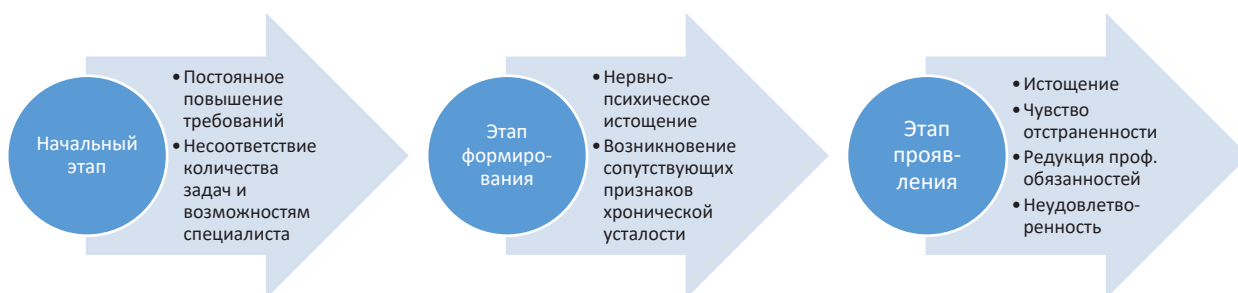 Начальный
этап
• Постоянное
повышение
требований
• Несоответствие
количества
задач и
возможностям
специалиста
Этап
формиро-
вания
• Нервно-
психическое
истощение
• Возникновение
сопутствующих
признаков
хронической
усталости
Этап
прояв-
ления
• Истощение
• Чувство
отстраненности
• Редукция проф.
обязанностей
• Неудовлетво-
ренность